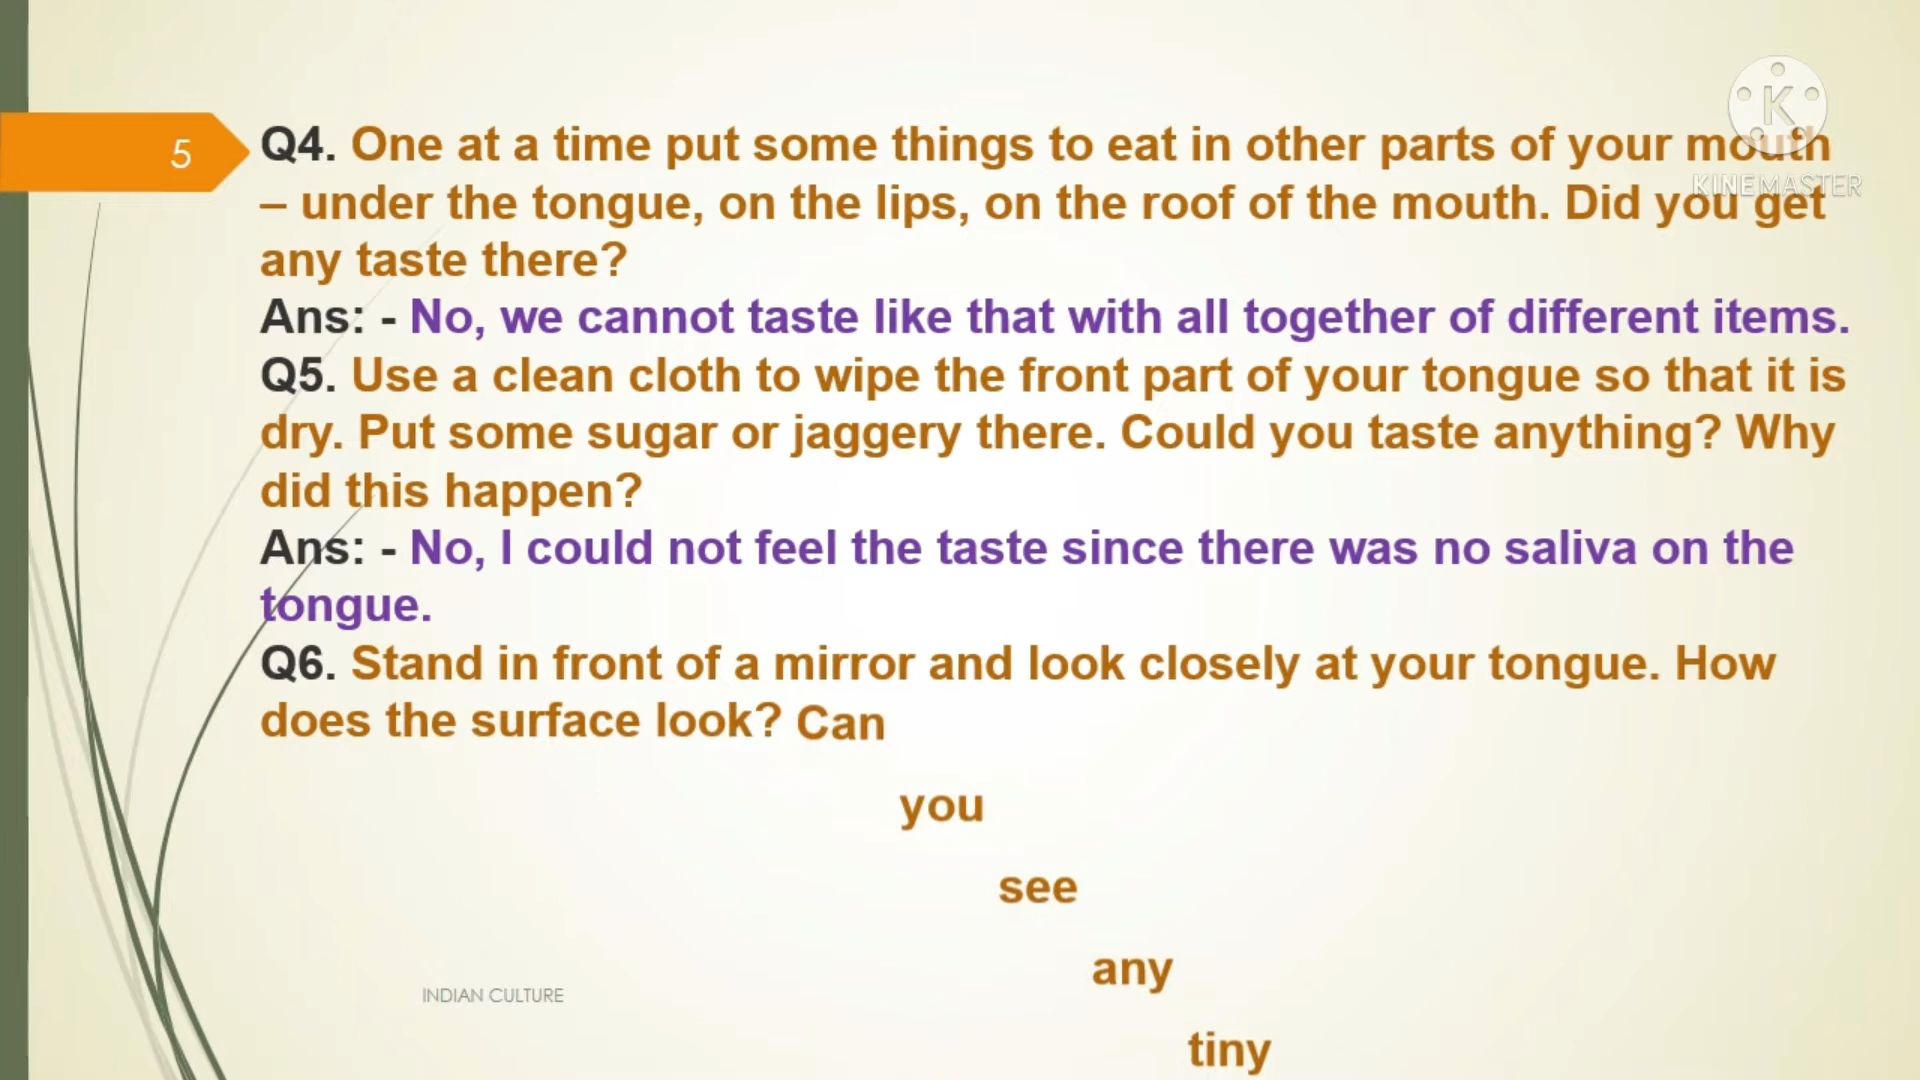 5
K
KINEMASTER
Q4. One at a time put some things to eat in other parts of your mouth
– under the tongue, on the lips, on the roof of the mouth. Did you get
any taste there?
Ans: - No, we cannot taste like that with all together of different items.
Q5. Use a clean cloth to wipe the front part of your tongue so that it is
dry. Put some sugar or jaggery there. Could you taste anything? Why
did this happen?
Ans: - No, I could not feel the taste since there was no saliva on the
tongue.
Q6. Stand in front of a mirror and look closely at your tongue. How
does the surface look? Can
you
see
any
tiny
INDIAN CULTURE